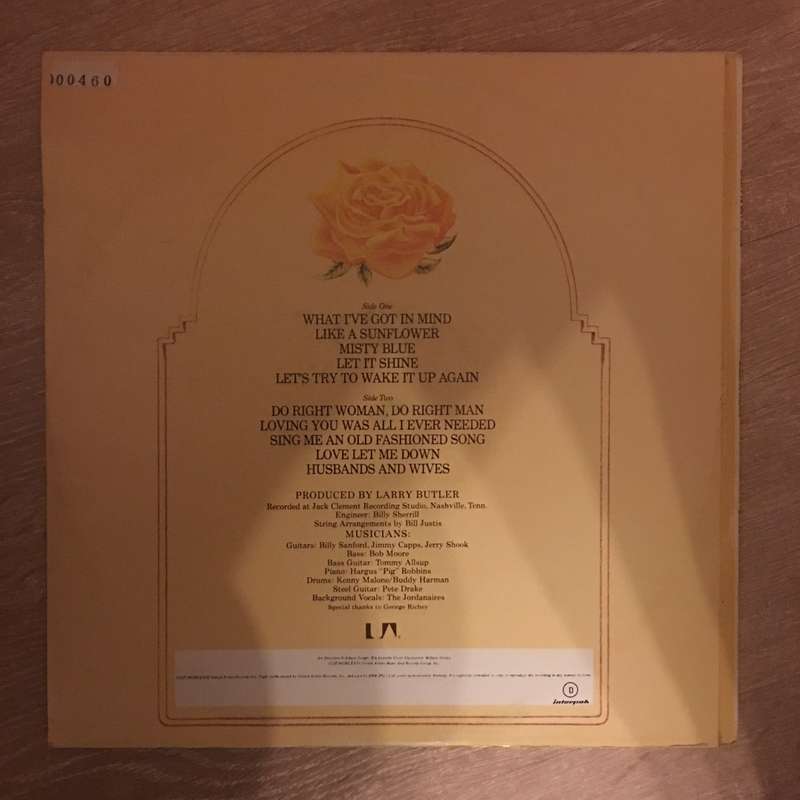 000460
Side One
WHAT I'VE GOT IN MIND
LIKE A SUNFLOWER
MISTY BLUE
LET IT SHINE
LET'S TRY TO WAKE IT UP AGAIN
Side Two
DO RIGHT WOMAN, DO RIGHT MAN
LOVING YOU WAS ALL I EVER NEEDED
SING ME AN OLD FASHIONED SONG
LOVE LET ME DOWN
HUSBANDS AND WIVES
PRODUCED BY LARRY BUTLER
Recorded at Jack Clement Recording Studio, Nashville, Tenn.
Engineer: Billy Sherrill
String Arrangements by Bill Justis
MUSICIANS:
Guitars: Billy Sanford, Jimmy Capps, Jerry Shook
Bass: Bob Moore
Bass Guitar: Tommy Allsup
Piano: Hargus "Pig" Robbins
Drums: Kenny Malone/Buddy Harman
Steel Guitar: Pete Drake
Background Vocals: The Jordanaires
Special thanks to George Richey
UA
D
interpak